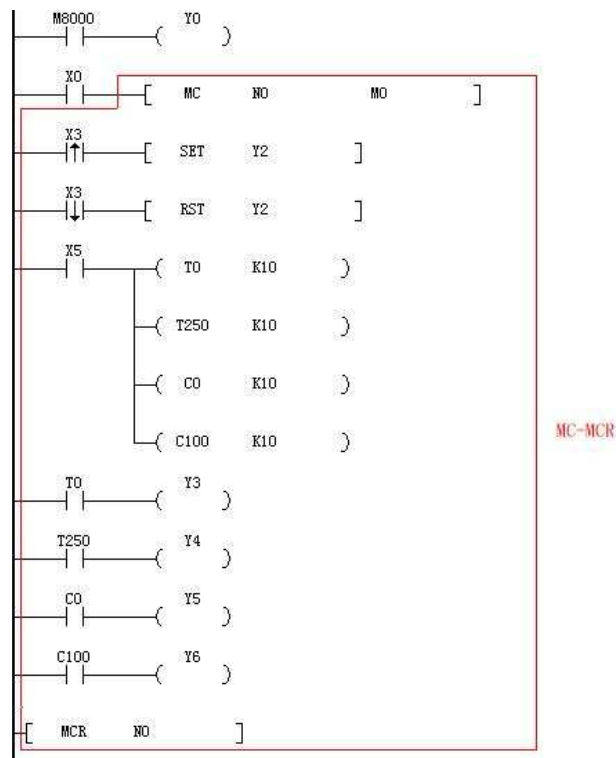 M8000 Y0
X0 MC N0 M0
X3 SET Y2
X3 RST Y2
X5 T0 K10
T250 K10
C0 K10
C100 K10
MC-MCR
T0 Y3
T250 Y4
C0 Y5
C100 Y6
MCR N0